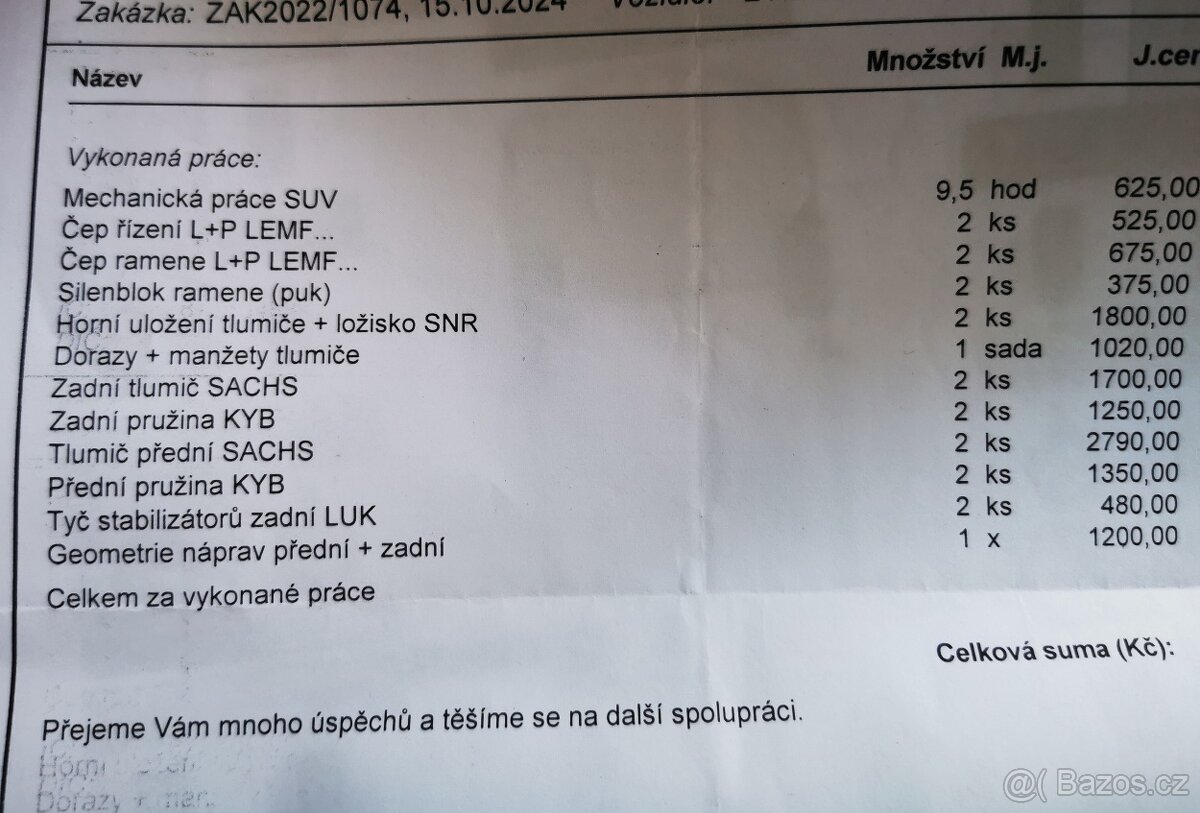 Zakázka: ZAK2022/1074, 15.10.2024
Název Množství M.j. J.cen
Vykonaná práce:
Mechanická práce SUV 9,5 hod 625,00
Čep řízení L+P LEMF... 2 ks 525,00
Čep ramene L+P LEMF... 2 ks 675,00
Silenblok ramene (puk) 2 ks 375,00
Horní uložení tlumiče + ložisko SNR 2 ks 1800,00
Dorazy + manžety tlumiče 1 sada 1020,00
Zadní tlumič SACHS 2 ks 1700,00
Zadní pružina KYB 2 ks 1250,00
Tlumič přední SACHS 2 ks 2790,00
Přední pružina KYB 2 ks 1350,00
Tyč stabilizátorů zadní LUK 2 ks 480,00
Geometrie náprav přední + zadní 1 x 1200,00
Celkem za vykonané práce
Celková suma (Kč):
Přejeme Vám mnoho úspěchů a těšíme se na další spolupráci.
Horní
Dorazy +
@( Bazos.cz